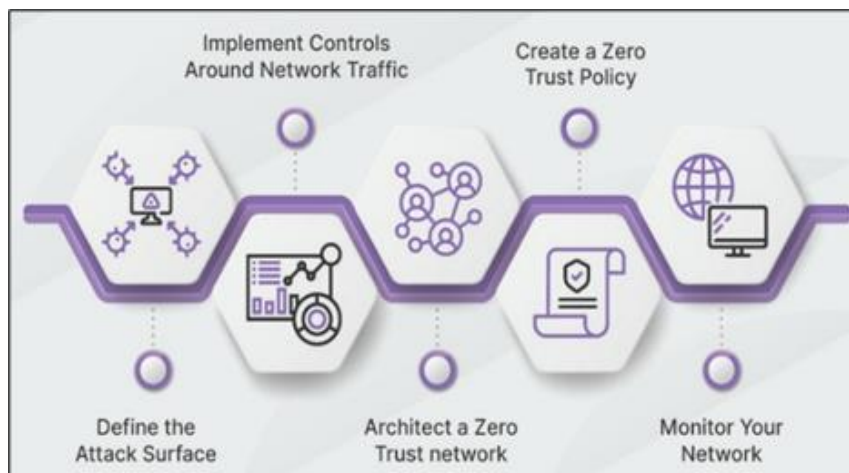 Implement Controls
Around Network Traffic
Create a Zero
Trust Policy
Define the
Attack Surface
Architect a Zero
Trust network
Monitor Your
Network